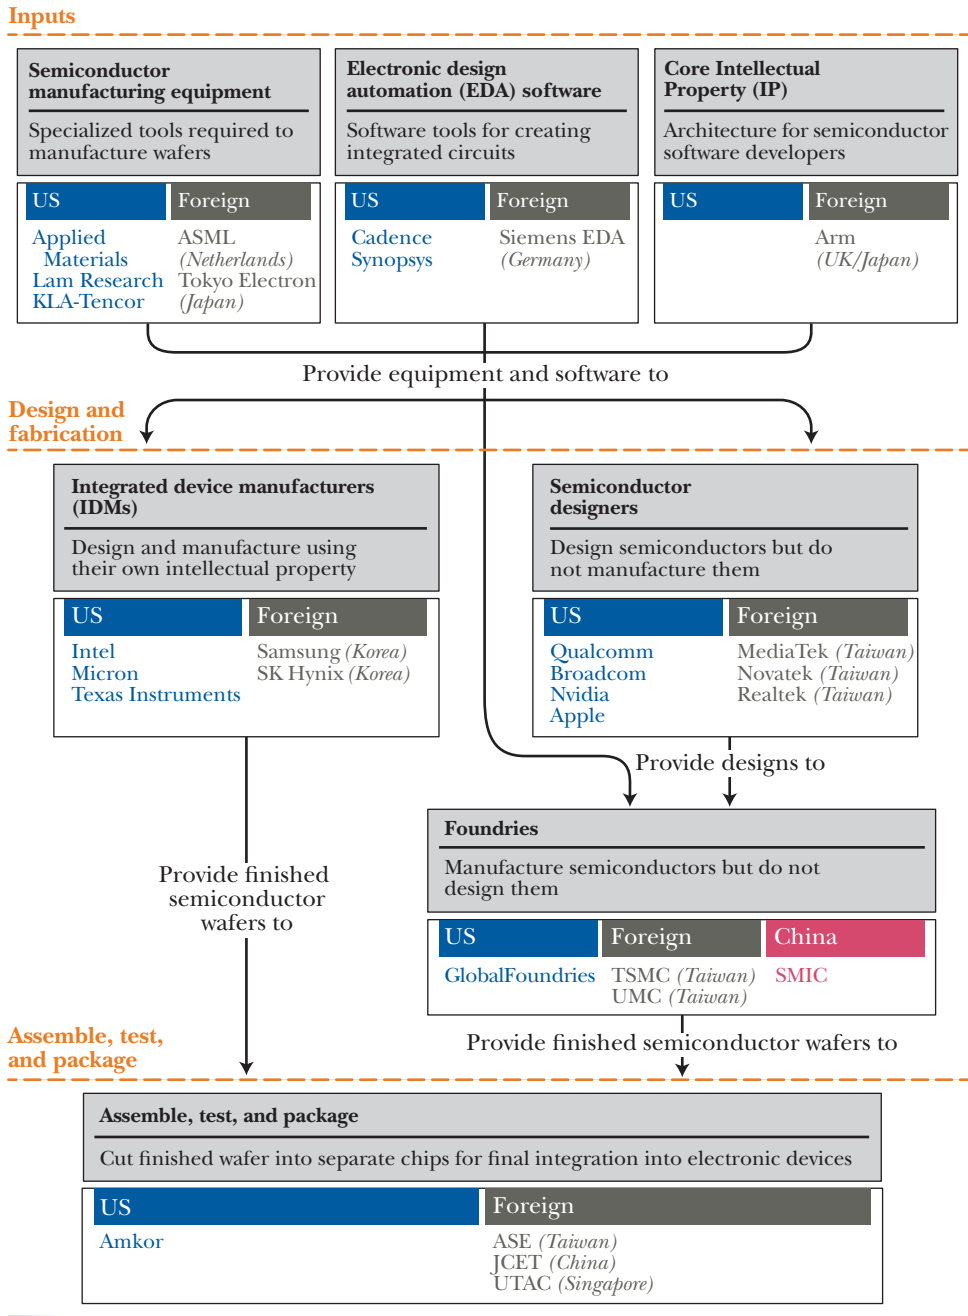 Inputs
Semiconductor
manufacturing equipment
Specialized tools required to
manufacture wafers
US
Foreign
Applied
Materials
Lam Research
KLA-Tencor
ASML
(Netherlands)
Tokyo Electron
(Japan)
Electronic design
automation (EDA) software
Software tools for creating
integrated circuits
US
Foreign
Cadence
Synopsys
Siemens EDA
(Germany)
Core Intellectual
Property (IP)
Architecture for semiconductor
software developers
US
Foreign
Arm
(UK/Japan)
Provide equipment and software to
Design and
fabrication
Integrated device manufacturers
(IDMs)
Design and manufacture using
their own intellectual property
US
Foreign
Intel
Micron
Texas Instruments
Samsung (Korea)
SK Hynix (Korea)
Semiconductor
designers
Design semiconductors but do
not manufacture them
US
Foreign
Qualcomm
Broadcom
Nvidia
Apple
MediaTek (Taiwan)
Novatek (Taiwan)
Realtek (Taiwan)
Provide designs to
Foundries
Manufacture semiconductors but do not
design them
US
Foreign
China
GlobalFoundries
TSMC (Taiwan)
UMC (Taiwan)
SMIC
Provide finished
semiconductor
wafers to
Provide finished semiconductor wafers to
Assemble, test,
and package
Assemble, test, and package
Cut finished wafer into separate chips for final integration into electronic devices
US
Foreign
Amkor
ASE (Taiwan)
JCET (China)
UTAC (Singapore)